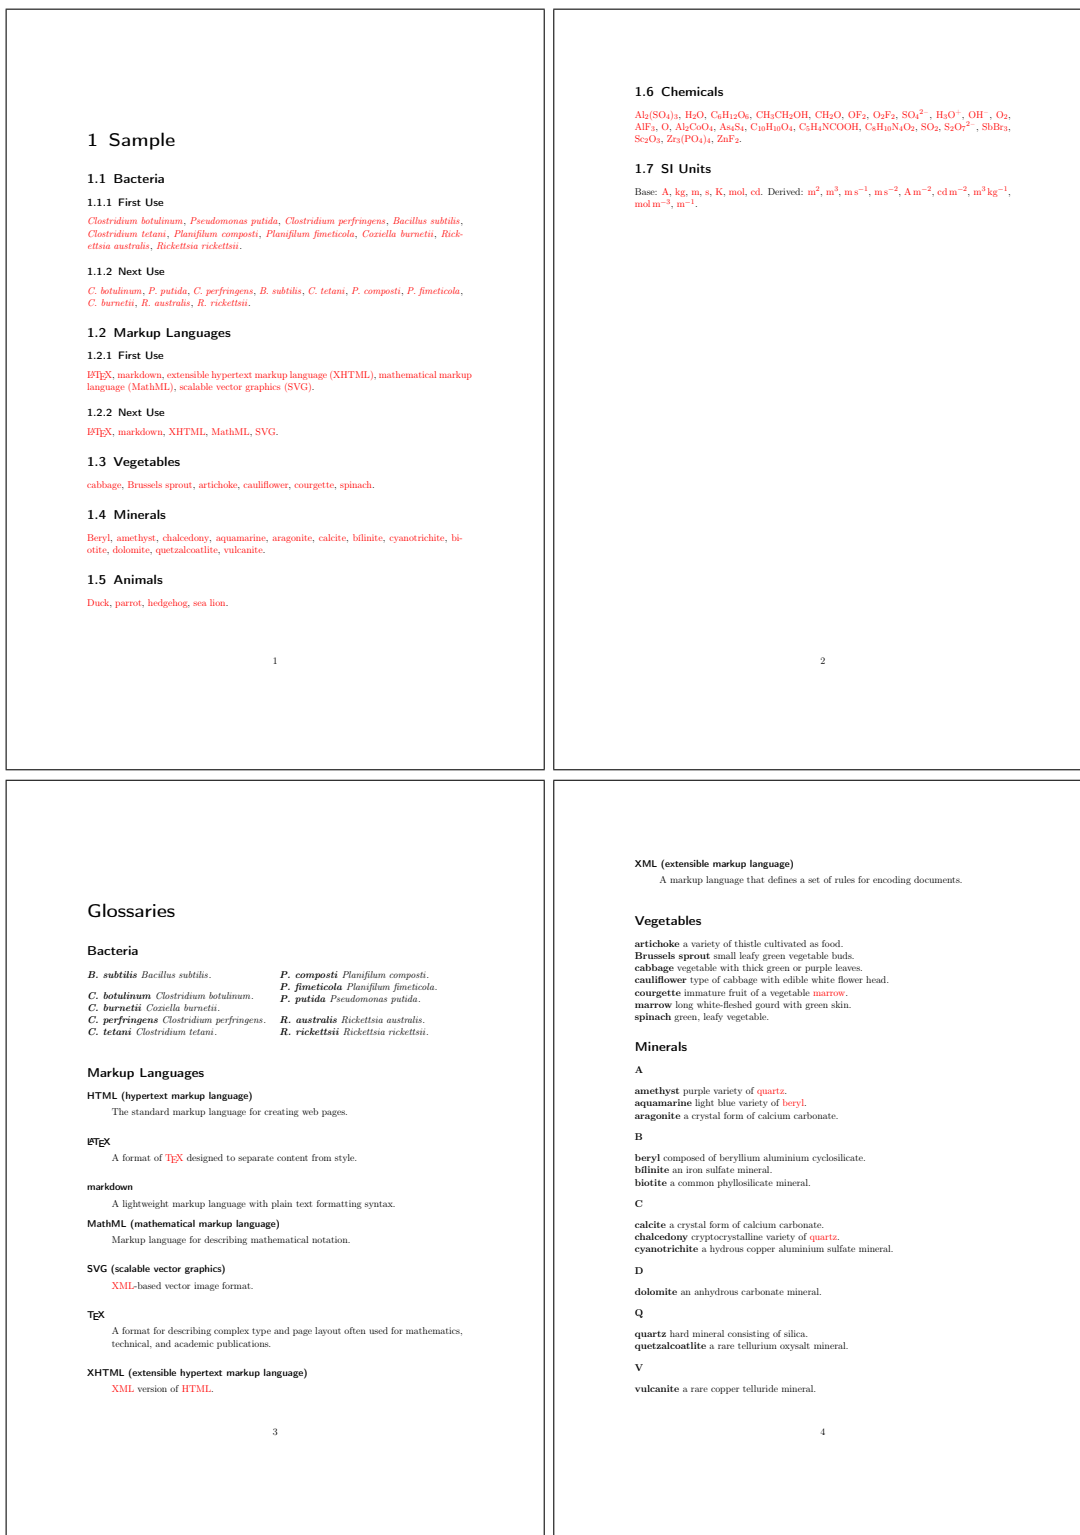 1 Sample
1.1 Bacteria
1.1.1 First Use
Clostridium botulinum, Pseudomonas putida, Clostridium perfringens, Bacillus subtilis,
Clostridium tetani, Planifilum composti, Planifilum fimeticola, Coxiella burnetii, Rick-
ettsia australis, Rickettsia rickettsii.
1.1.2 Next Use
C. botulinum, P. putida, C. perfringens, B. subtilis, C. tetani, P. composti, P. fimeticola,
C. burnetii, R. australis, R. rickettsii.
1.2 Markup Languages
1.2.1 First Use
LATEX, markdown, extensible hypertext markup language (XHTML), mathematical markup
language (MathML), scalable vector graphics (SVG).
1.2.2 Next Use
LATEX, markdown, XHTML, MathML, SVG.
1.3 Vegetables
cabbage, Brussels sprout, artichoke, cauliflower, courgette, spinach.
1.4 Minerals
Beryl, amethyst, chalcedony, aquamarine, aragonite, calcite, bílinite, cyanotrichite, bi-
otite, dolomite, quetzalcoatlite, vulcanite.
1.5 Animals
Duck, parrot, hedgehog, sea lion.
1
1.6 Chemicals
Al₂(SO₄)₃, H₂O, C₆H₁₂O₆, CH₃CH₂OH, CH₂O, OF₂, O₂F₂, SO₄²⁻, H₃O⁺, OH⁻, O₂,
AlF₃, O, Al₂CoO₄, As₄S₄, C₁₀H₁₀O₄, C₅H₄NCOOH, C₈H₁₀N₄O₂, SO₂, S₂O₇²⁻, SbBr₃,
Sc₂O₃, Zr₃(PO₄)₄, ZnF₂.
1.7 SI Units
Base: A, kg, m, s, K, mol, cd. Derived: m², m³, m s⁻¹, m s⁻², A m⁻², cd m⁻², m³ kg⁻¹,
mol m⁻³, m⁻¹.
2
Glossaries
Bacteria
B. subtilis Bacillus subtilis.
C. botulinum Clostridium botulinum.
C. burnetii Coxiella burnetii.
C. perfringens Clostridium perfringens.
C. tetani Clostridium tetani.
P. composti Planifilum composti.
P. fimeticola Planifilum fimeticola.
P. putida Pseudomonas putida.
R. australis Rickettsia australis.
R. rickettsii Rickettsia rickettsii.
Markup Languages
HTML (hypertext markup language)
The standard markup language for creating web pages.
LATEX
A format of TEX designed to separate content from style.
markdown
A lightweight markup language with plain text formatting syntax.
MathML (mathematical markup language)
Markup language for describing mathematical notation.
SVG (scalable vector graphics)
XML-based vector image format.
TEX
A format for describing complex type and page layout often used for mathematics,
technical, and academic publications.
XHTML (extensible hypertext markup language)
XML version of HTML.
3
XML (extensible markup language)
A markup language that defines a set of rules for encoding documents.
Vegetables
artichoke a variety of thistle cultivated as food.
Brussels sprout small leafy green vegetable buds.
cabbage vegetable with thick green or purple leaves.
cauliflower type of cabbage with edible white flower head.
courgette immature fruit of a vegetable marrow.
marrow long white-fleshed gourd with green skin.
spinach green, leafy vegetable.
Minerals
A
amethyst purple variety of quartz.
aquamarine light blue variety of beryl.
aragonite a crystal form of calcium carbonate.
B
beryl composed of beryllium aluminium cyclosilicate.
bílinite an iron sulfate mineral.
biotite a common phyllosilicate mineral.
C
calcite a crystal form of calcium carbonate.
chalcedony cryptocrystalline variety of quartz.
cyanotrichite a hydrous copper aluminium sulfate mineral.
D
dolomite an anhydrous carbonate mineral.
Q
quartz hard mineral consisting of silica.
quetzalcoatlite a rare tellurium oxysalt mineral.
V
vulcanite a rare copper telluride mineral.
4